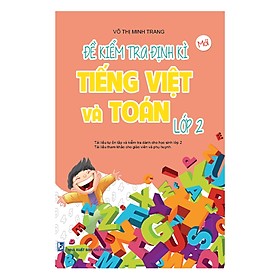 VÕ THỊ MINH TRANG
Mới
ĐỀ KIỂM TRA ĐỊNH KÌ
TIẾNG VIỆT
và TOÁN
LỚP 2
Tài liệu tự ôn tập và kiểm tra dành cho học sinh lớp 2
Tài liệu tham khảo cho giáo viên và phụ huynh